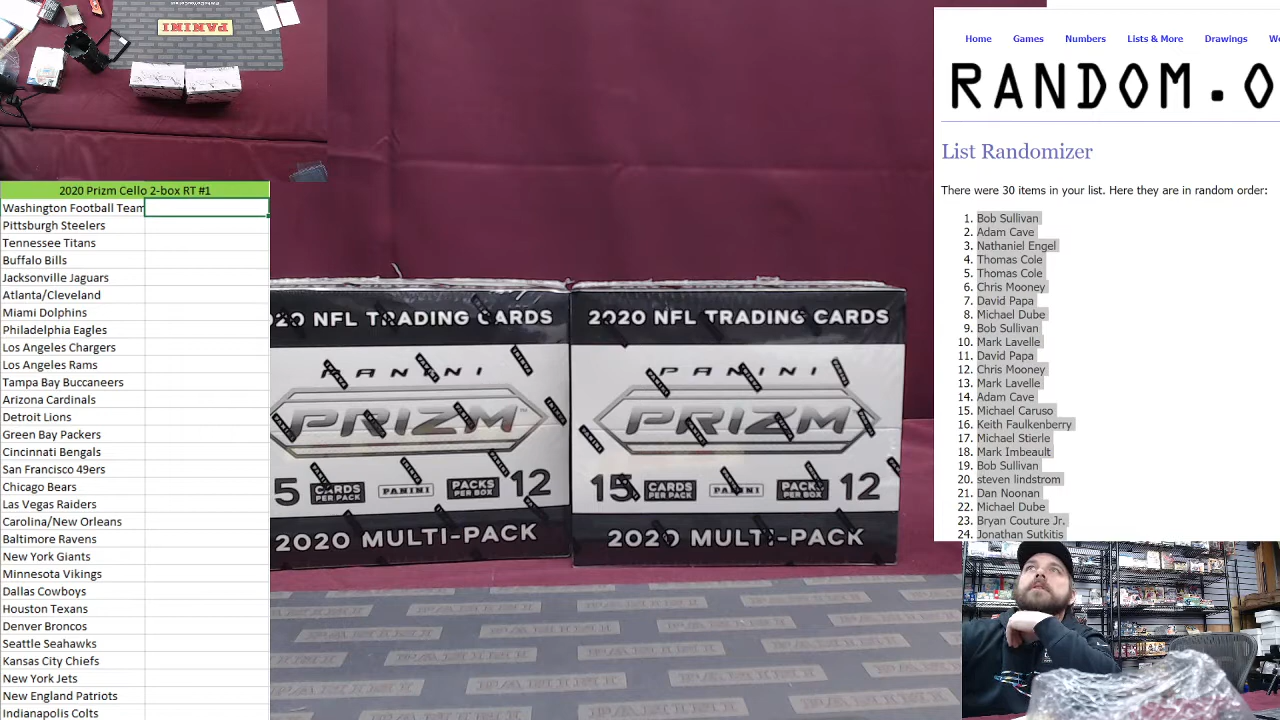 PANINI
2020 Prizm Cello 2-box RT #1
Washington Football Team
Pittsburgh Steelers
Tennessee Titans
Buffalo Bills
Jacksonville Jaguars
Atlanta/Cleveland
Miami Dolphins
Philadelphia Eagles
Los Angeles Chargers
Los Angeles Rams
Tampa Bay Buccaneers
Arizona Cardinals
Detroit Lions
Green Bay Packers
Cincinnati Bengals
San Francisco 49ers
Chicago Bears
Las Vegas Raiders
Carolina/New Orleans
Baltimore Ravens
New York Giants
Minnesota Vikings
Dallas Cowboys
Houston Texans
Denver Broncos
Seattle Seahawks
Kansas City Chiefs
New York Jets
New England Patriots
Indianapolis Colts
20 NFL TRADING CARDS
PANINI
PRIZM
5 CARDS PER PACK PANINI PACKS PER BOX 12
2020 MULTI-PACK
2020 NFL TRADING CARDS
PANINI
PRIZM
15 CARDS PER PACK PANINI PACKS PER BOX 12
2020 MULTI-PACK
Home Games Numbers Lists & More Drawings We
RANDOM.O
List Randomizer
There were 30 items in your list. Here they are in random order:
1. Bob Sullivan
2. Adam Cave
3. Nathaniel Engel
4. Thomas Cole
5. Thomas Cole
6. Chris Mooney
7. David Papa
8. Michael Dube
9. Bob Sullivan
10. Mark Lavelle
11. David Papa
12. Chris Mooney
13. Mark Lavelle
14. Adam Cave
15. Michael Caruso
16. Keith Faulkenberry
17. Michael Stierle
18. Mark Imbeault
19. Bob Sullivan
20. steven lindstrom
21. Dan Noonan
22. Michael Dube
23. Bryan Couture Jr.
24. Jonathan Sutkitis